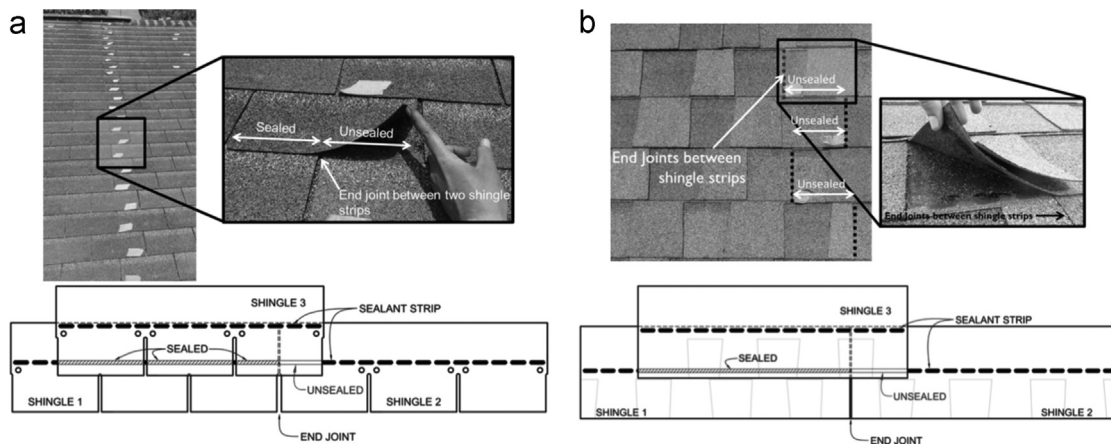 a
Sealed
Unsealed
End joint between two shingle
strips
SHINGLE 3
SEALANT STRIP
SEALED
UNSEALED
SHINGLE 1
SHINGLE 2
END JOINT
b
Unsealed
Unsealed
End Joints between
shingle strips
Unsealed
End Joints between shingle strips
SHINGLE 3
SEALANT STRIP
SEALED
UNSEALED
SHINGLE 1
SHINGLE 2
END JOINT